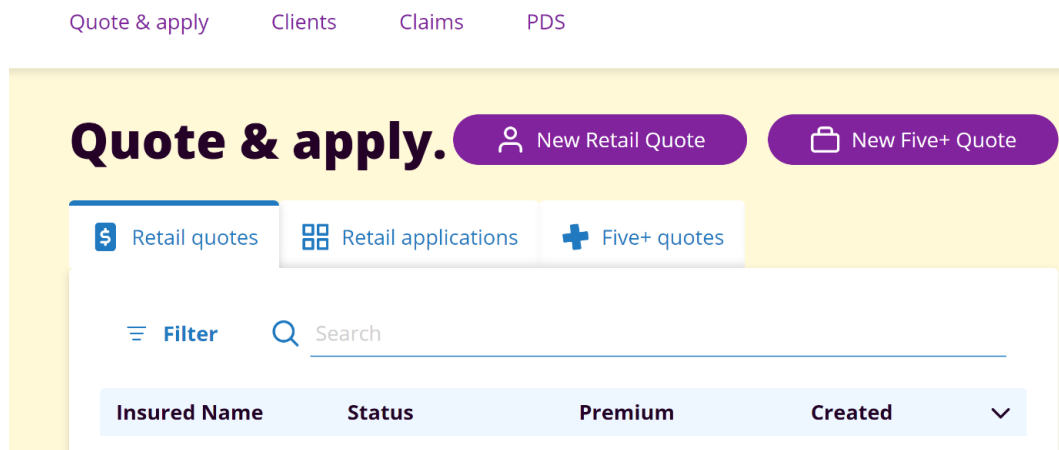 Quote & apply Clients Claims PDS
Quote & apply. New Retail Quote New Five+ Quote
$ Retail quotes Retail applications Five+ quotes
Filter Search
Insured Name Status Premium Created